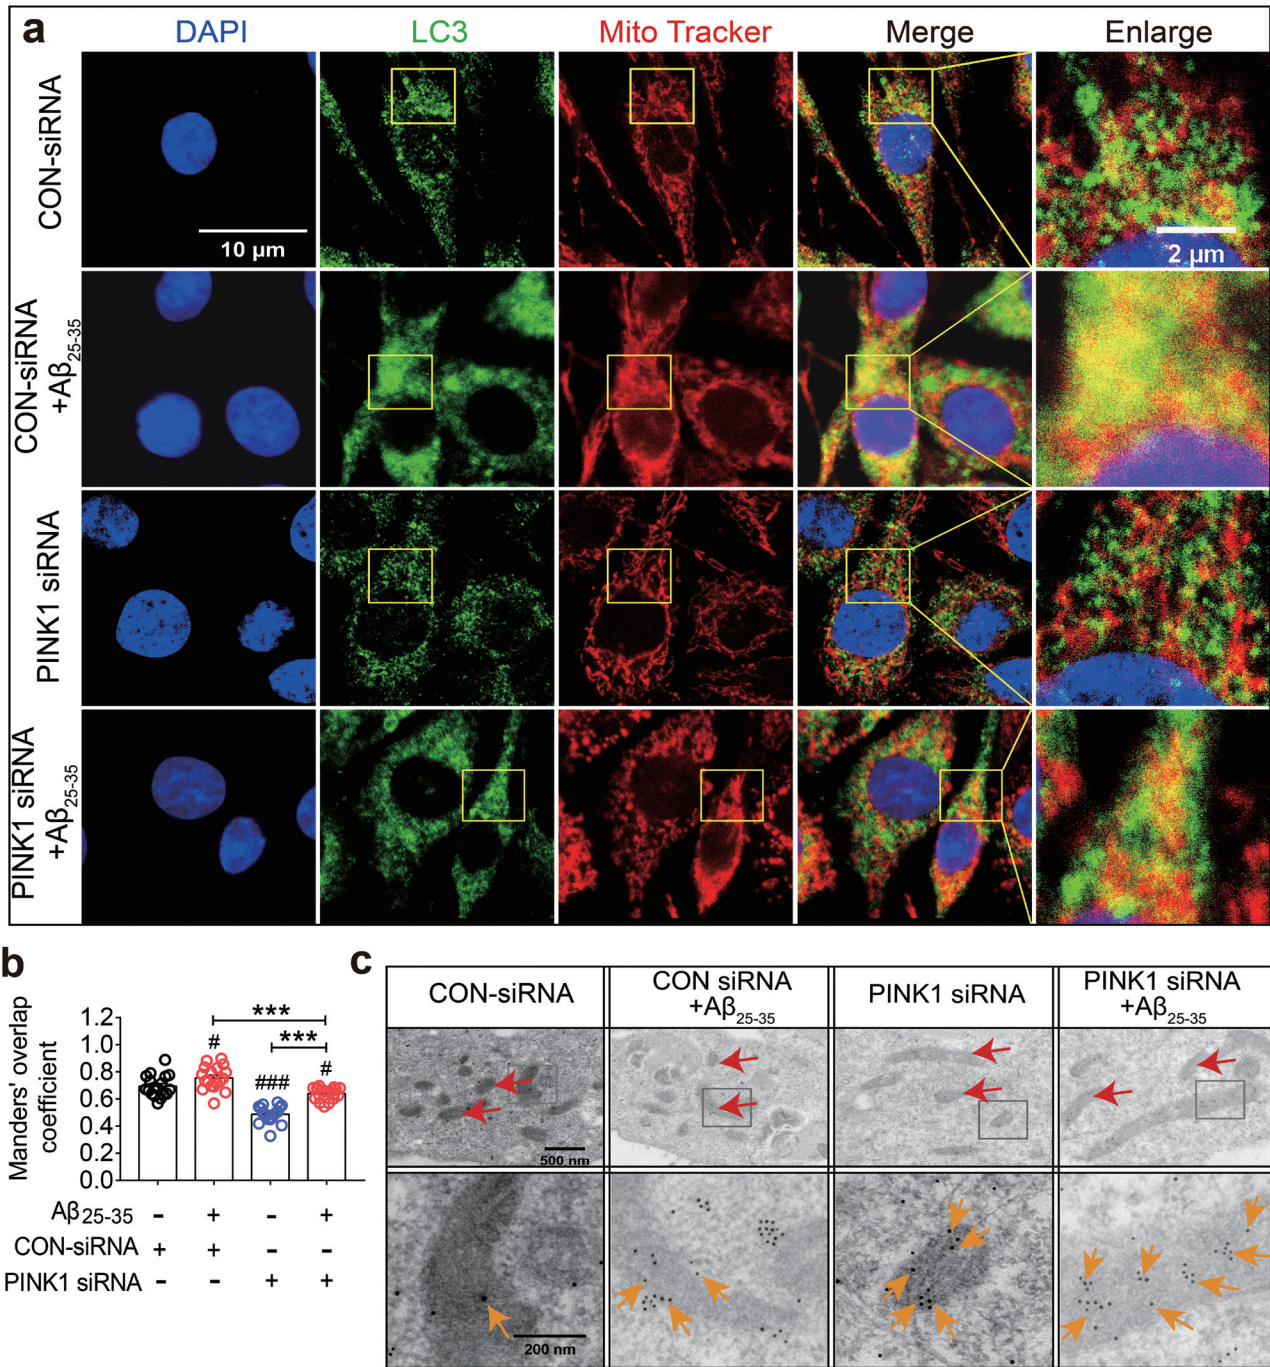 a
DAPI LC3 Mito Tracker Merge Enlarge
CON-siRNA
10 μm
2 μm
CON-siRNA
+Aβ25-35
PINK1 siRNA
PINK1 siRNA
+Aβ25-35
b
Manders' overlap
coefficient
1.2
1.0
0.8
0.6
0.4
0.2
0.0
***
***
#
###
#
Aβ25-35 - + - +
CON-siRNA + + - -
PINK1 siRNA - - + +
c
CON-siRNA
CON siRNA
+Aβ25-35
PINK1 siRNA
PINK1 siRNA
+Aβ25-35
500 nm
200 nm